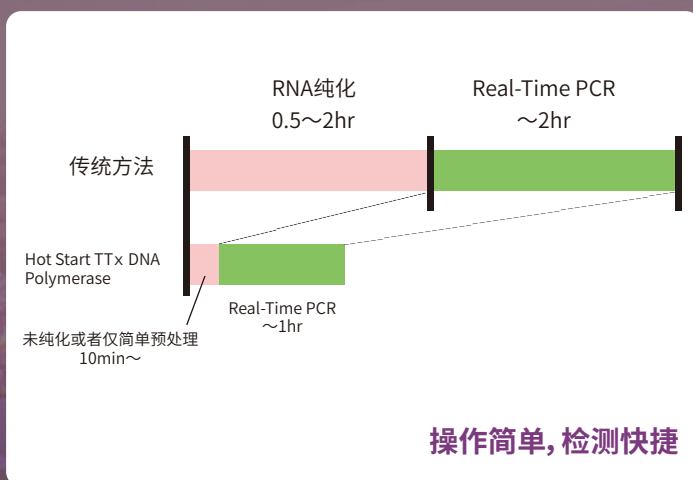 RNA纯化
0.5～2hr
Real-Time PCR
～2hr
传统方法
Hot Start TTx DNA
Polymerase
Real-Time PCR
～1hr
未纯化或者仅简单预处理
10min～
操作简单，检测快捷